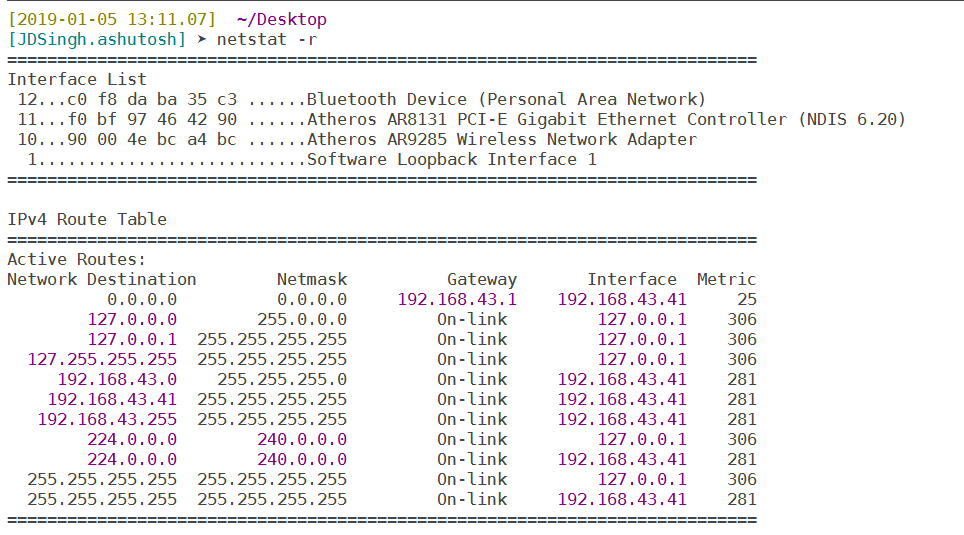 [2019-01-05 13:11.07]  ~/Desktop
[JDSingh.ashutosh] ➤ netstat -r
===========================================================================
Interface List
 12...c0 f8 da ba 35 c3 ......Bluetooth Device (Personal Area Network)
 11...f0 bf 97 46 42 90 ......Atheros AR8131 PCI-E Gigabit Ethernet Controller (NDIS 6.20)
 10...90 00 4e bc a4 bc ......Atheros AR9285 Wireless Network Adapter
  1...........................Software Loopback Interface 1
===========================================================================

IPv4 Route Table
===========================================================================
Active Routes:
Network Destination        Netmask          Gateway       Interface  Metric
          0.0.0.0          0.0.0.0     192.168.43.1    192.168.43.41     25
        127.0.0.0        255.0.0.0         On-link         127.0.0.1    306
        127.0.0.1  255.255.255.255         On-link         127.0.0.1    306
  127.255.255.255  255.255.255.255         On-link         127.0.0.1    306
     192.168.43.0    255.255.255.0         On-link     192.168.43.41    281
    192.168.43.41  255.255.255.255         On-link     192.168.43.41    281
   192.168.43.255  255.255.255.255         On-link     192.168.43.41    281
        224.0.0.0        240.0.0.0         On-link         127.0.0.1    306
        224.0.0.0        240.0.0.0         On-link     192.168.43.41    281
  255.255.255.255  255.255.255.255         On-link         127.0.0.1    306
  255.255.255.255  255.255.255.255         On-link     192.168.43.41    281
===========================================================================